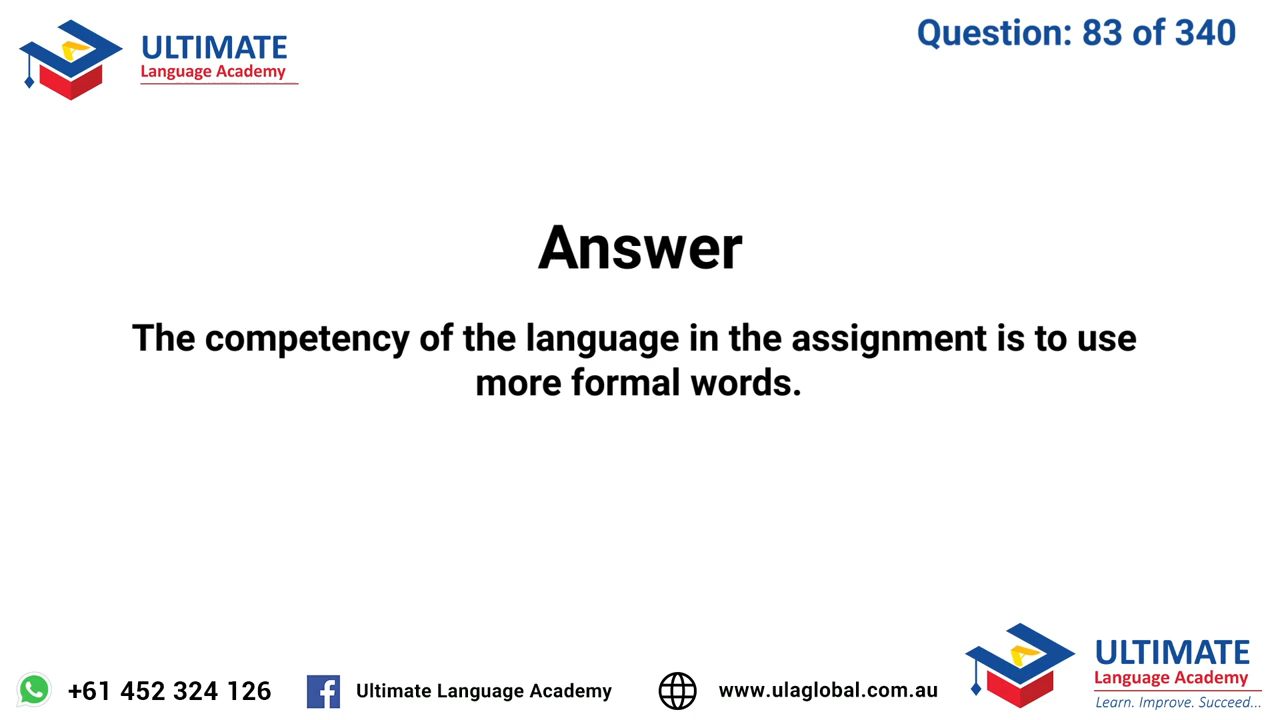 ULTIMATE
Language Academy
Question: 83 of 340
Answer
The competency of the language in the assignment is to use
more formal words.
+61 452 324 126
Ultimate Language Academy
www.ulaglobal.com.au
ULTIMATE
Language Academy
Learn. Improve. Succeed...